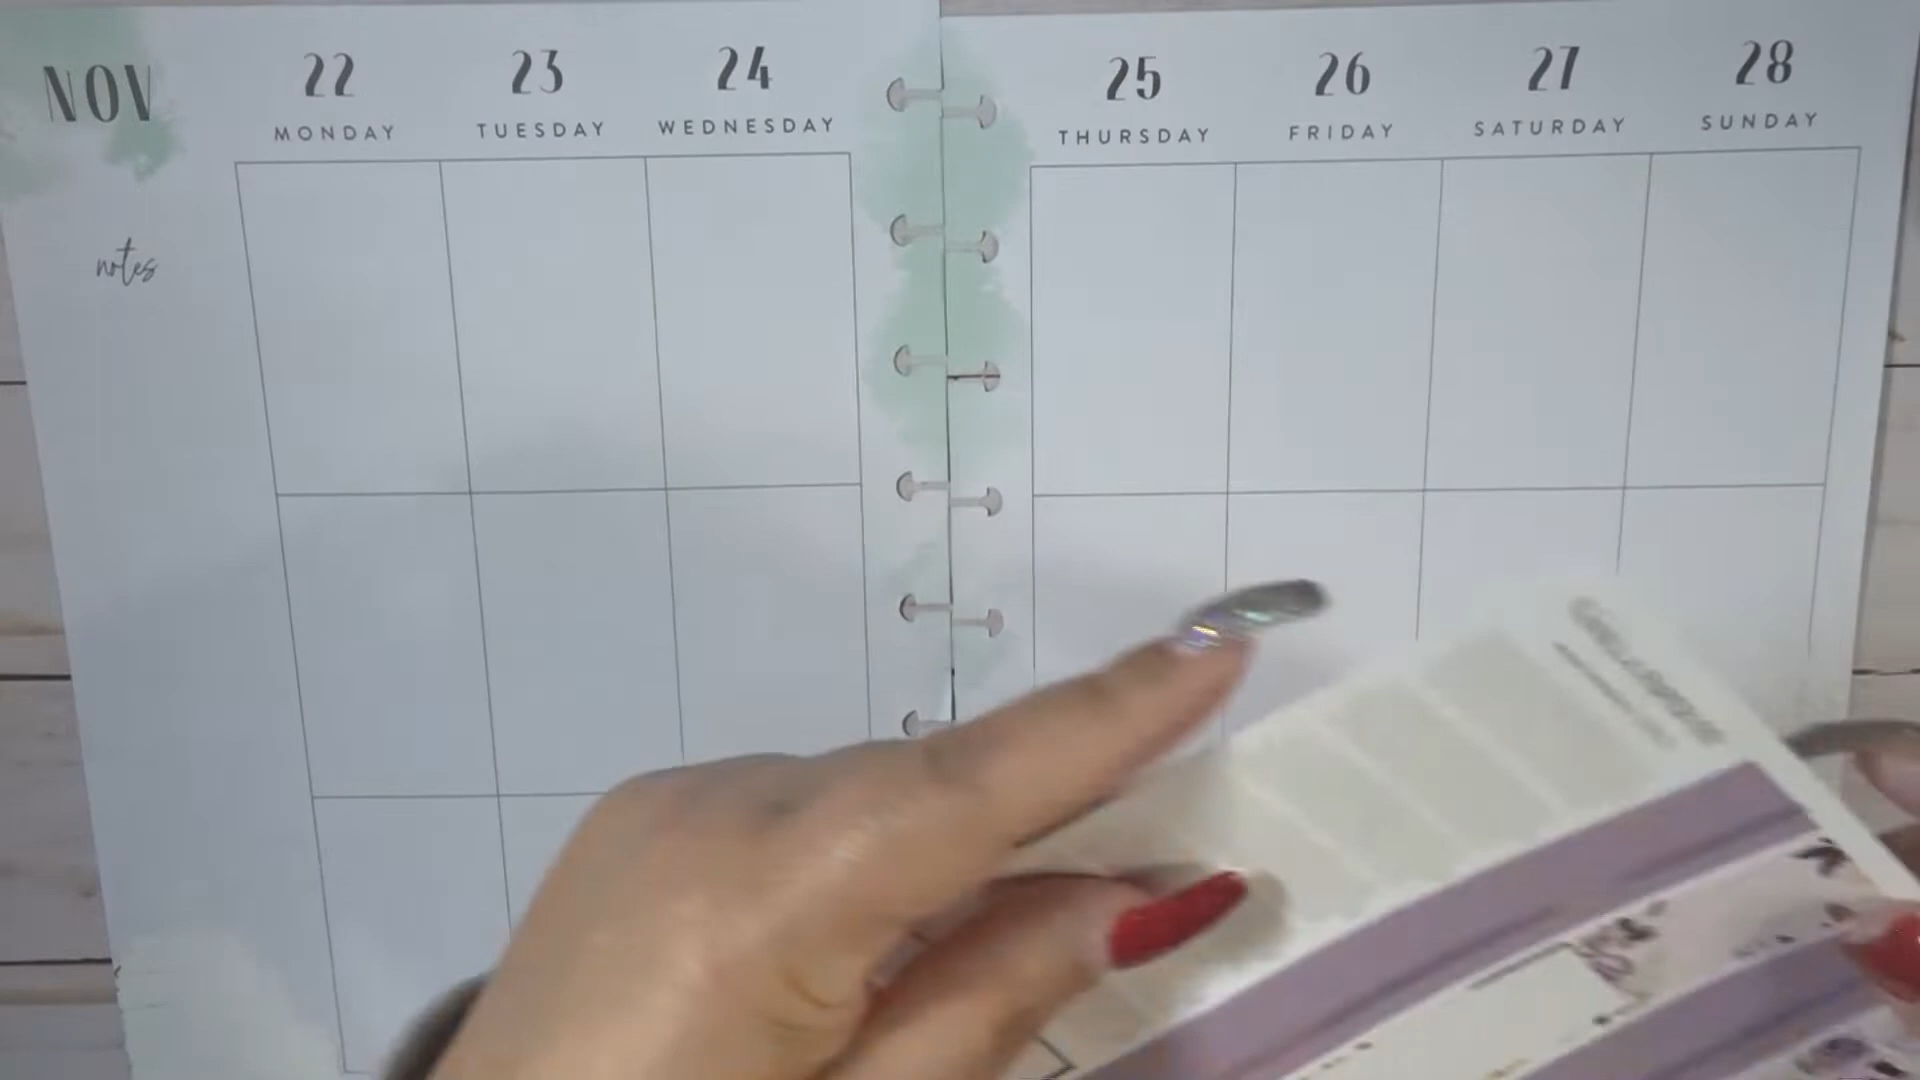 NOV
22 23 24 25 26 27 28
MONDAY TUESDAY WEDNESDAY THURSDAY FRIDAY SATURDAY SUNDAY
notes